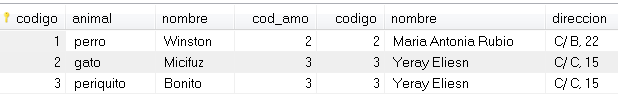 codigo animal nombre cod_amo codigo nombre direccion
1 perro Winston 2 2 Maria Antonia Rubio C/ B, 22
2 gato Micifuz 3 3 Yeray Eliesn C/ C, 15
3 periquito Bonito 3 3 Yeray Eliesn C/ C, 15